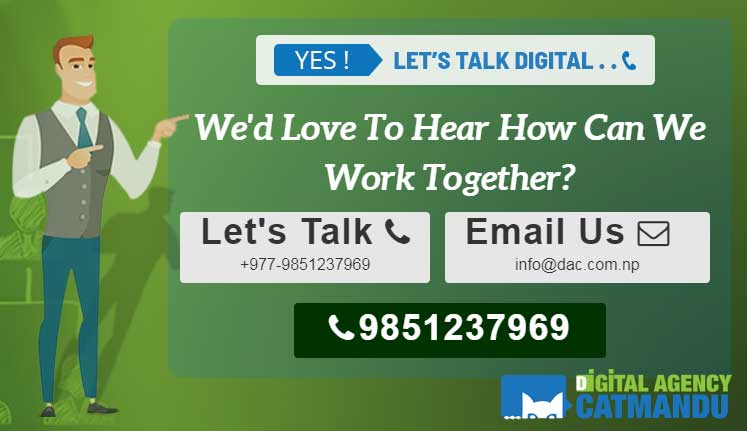 YES !
LET'S TALK DIGITAL . .
We'd Love To Hear How Can We
Work Together?
Let's Talk
+977-9851237969
Email Us
info@dac.com.np
9851237969
DIGITAL AGENCY
CATMANDU